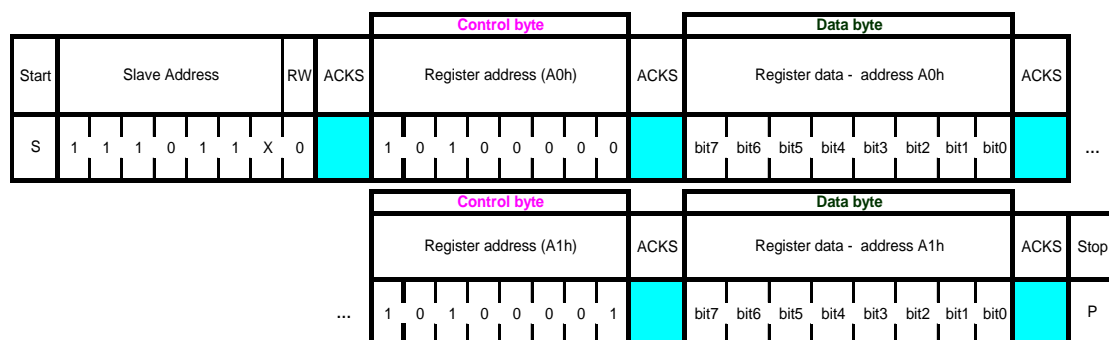 Control byte Data byte
Start Slave Address RW ACKS Register address (A0h) ACKS Register data - address A0h ACKS
S 1 1 1 0 1 1 X 0 1 0 1 0 0 0 0 0 bit7 bit6 bit5 bit4 bit3 bit2 bit1 bit0 ...
Control byte Data byte
Register address (A1h) ACKS Register data - address A1h ACKS Stop
... 1 0 1 0 0 0 0 1 bit7 bit6 bit5 bit4 bit3 bit2 bit1 bit0 P